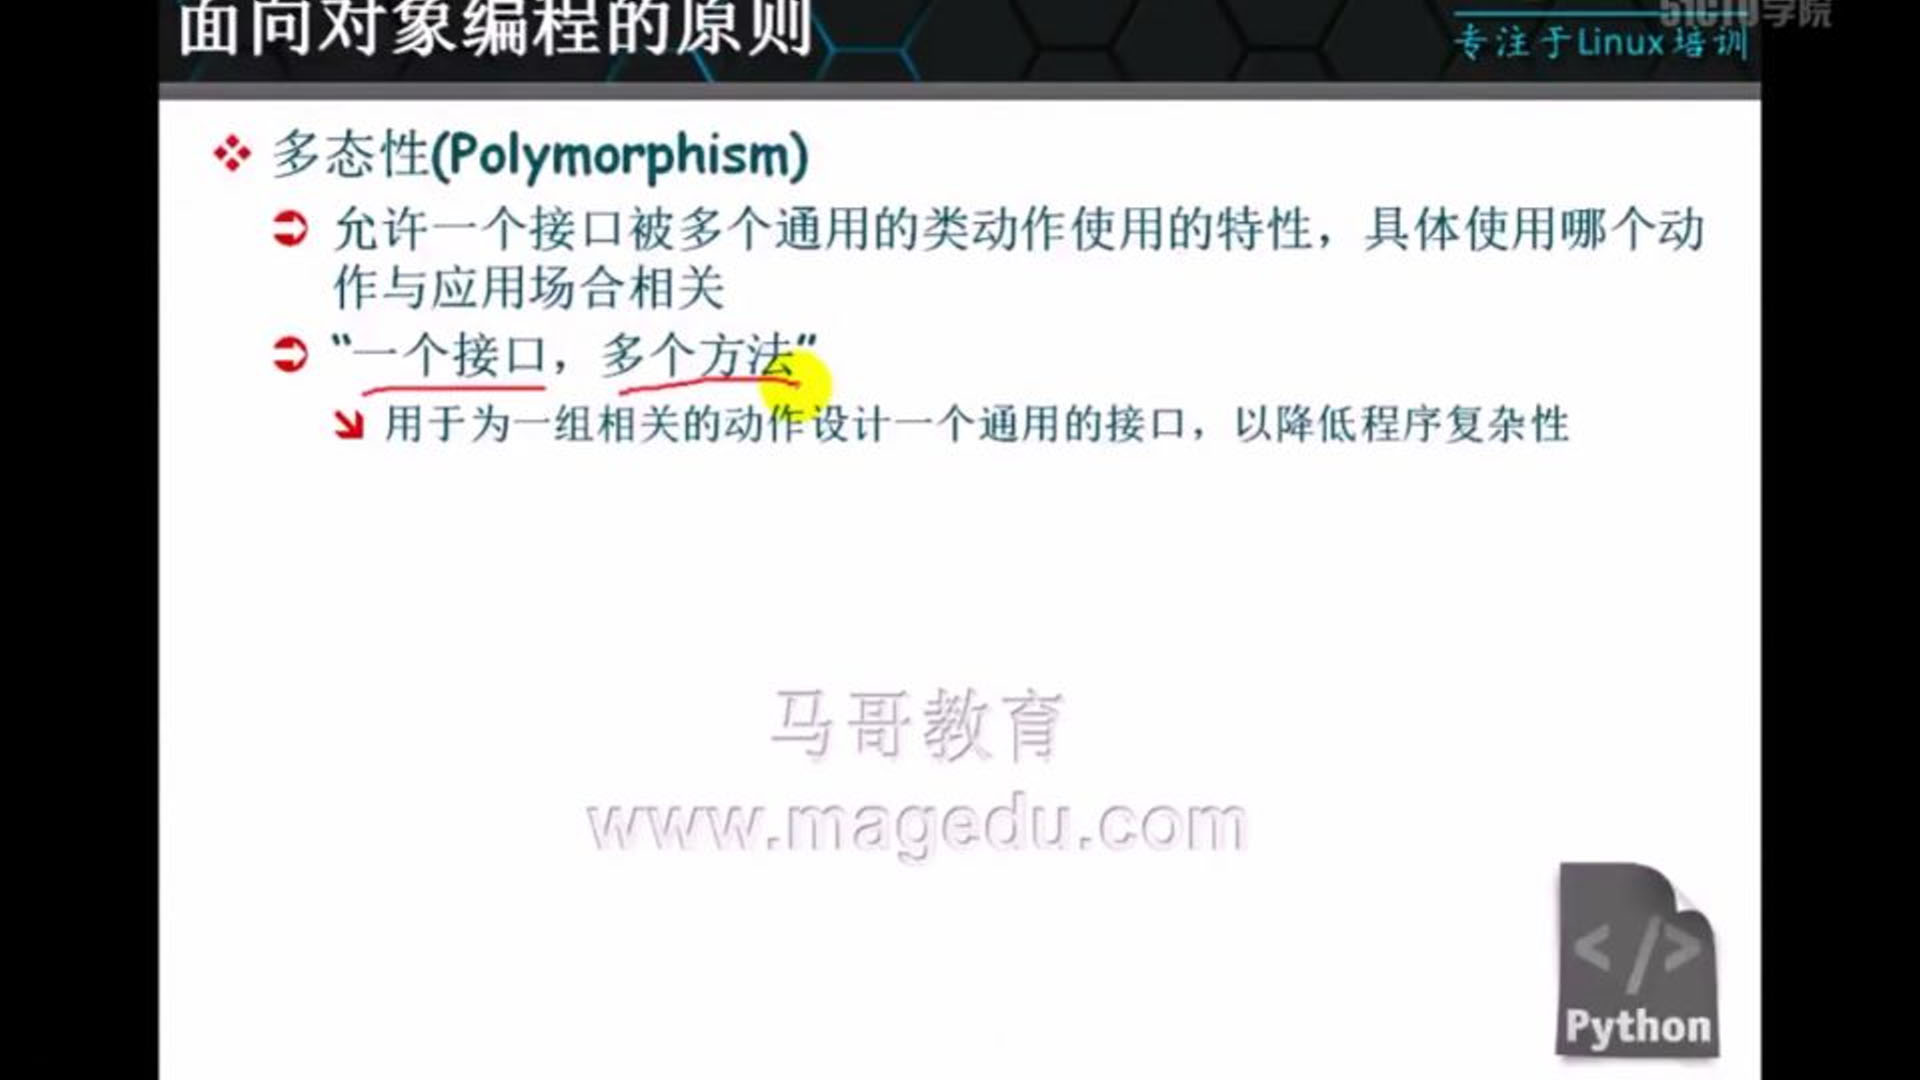 面向对象编程的原则
51CTO学院
专注于Linux培训
多态性(Polymorphism)
允许一个接口被多个通用的类动作使用的特性，具体使用哪个动
作与应用场合相关
“一个接口，多个方法”
用于为一组相关的动作设计一个通用的接口，以降低程序复杂性
马哥教育
www.magedu.com
</>
Python